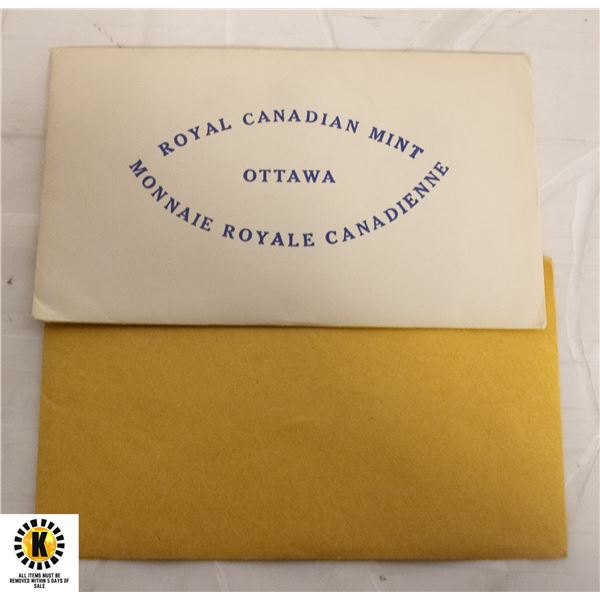 ROYAL CANADIAN MINT
OTTAWA
MONNAIE ROYALE CANADIENNE
K
ALL ITEMS MUST BE
REMOVED WITHIN 5 DAYS OF
SALE